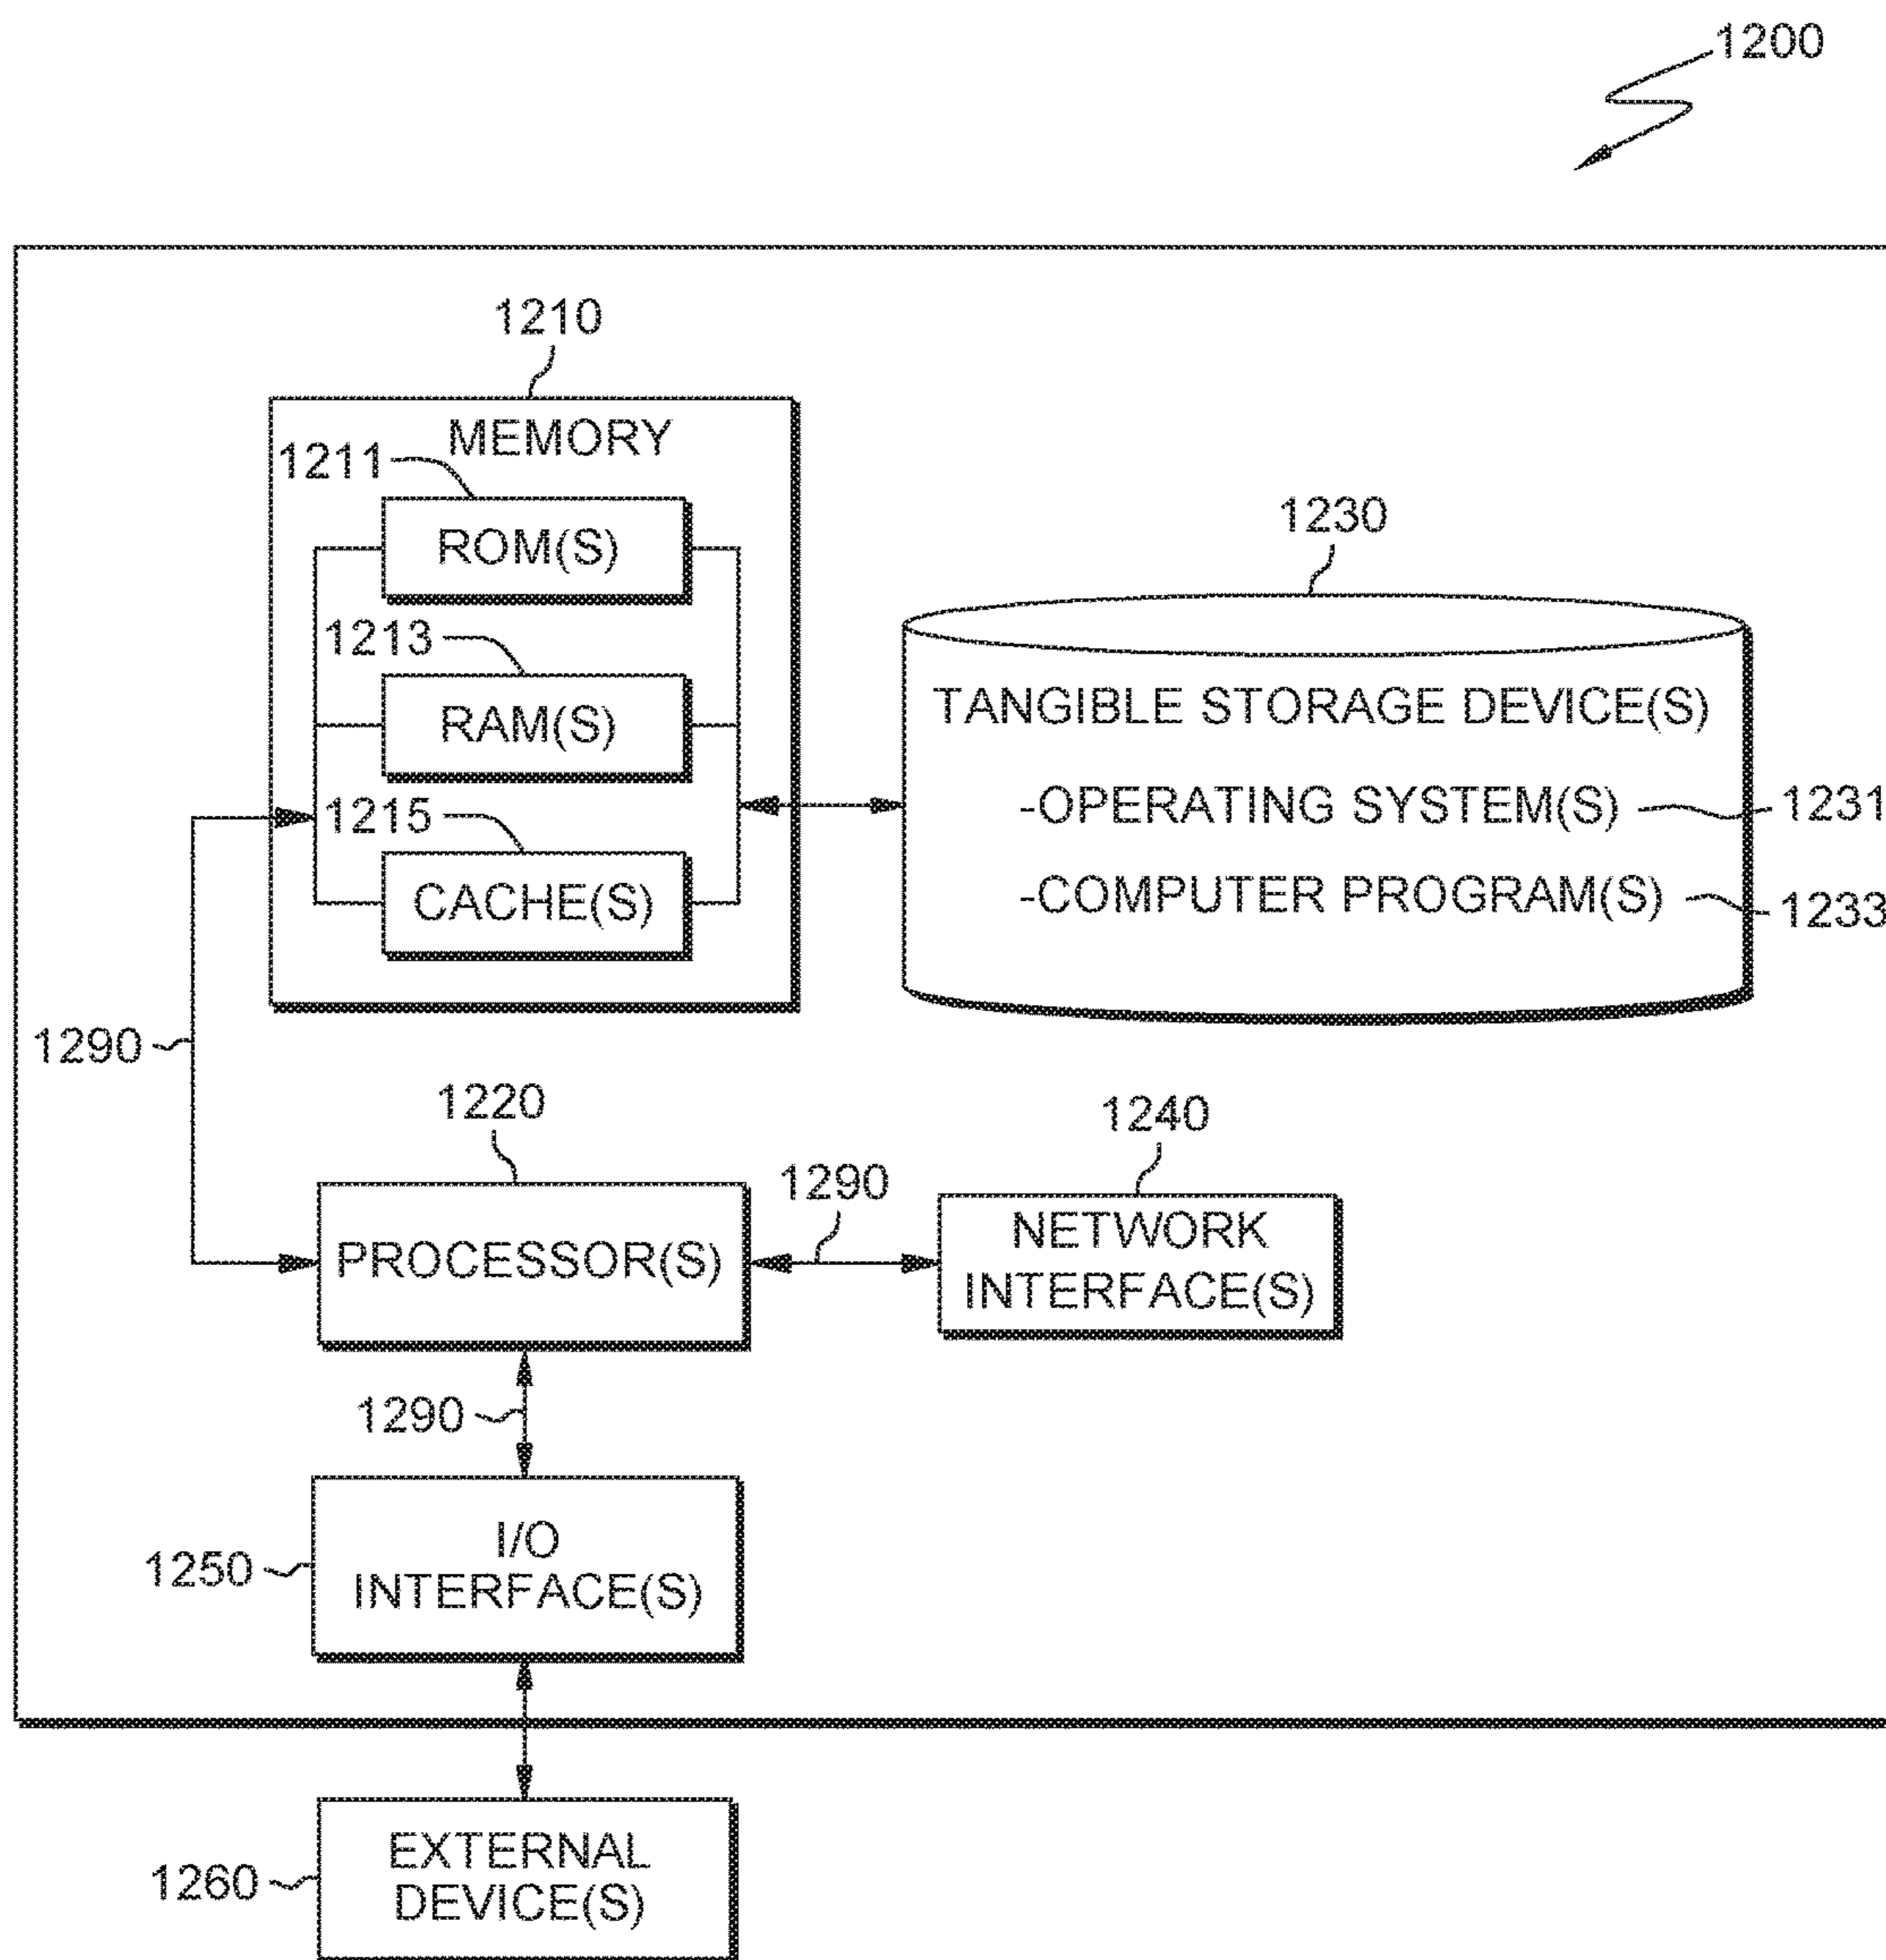 1200
1210
MEMORY
1211
ROM(S)
1213
RAM(S)
1215
CACHE(S)
1230
TANGIBLE STORAGE DEVICE(S)
-OPERATING SYSTEM(S)
1231
-COMPUTER PROGRAM(S)
1233
1290
1220
PROCESSOR(S)
1290
1240
NETWORK
INTERFACE(S)
1290
1250
I/O
INTERFACE(S)
1260
EXTERNAL
DEVICE(S)